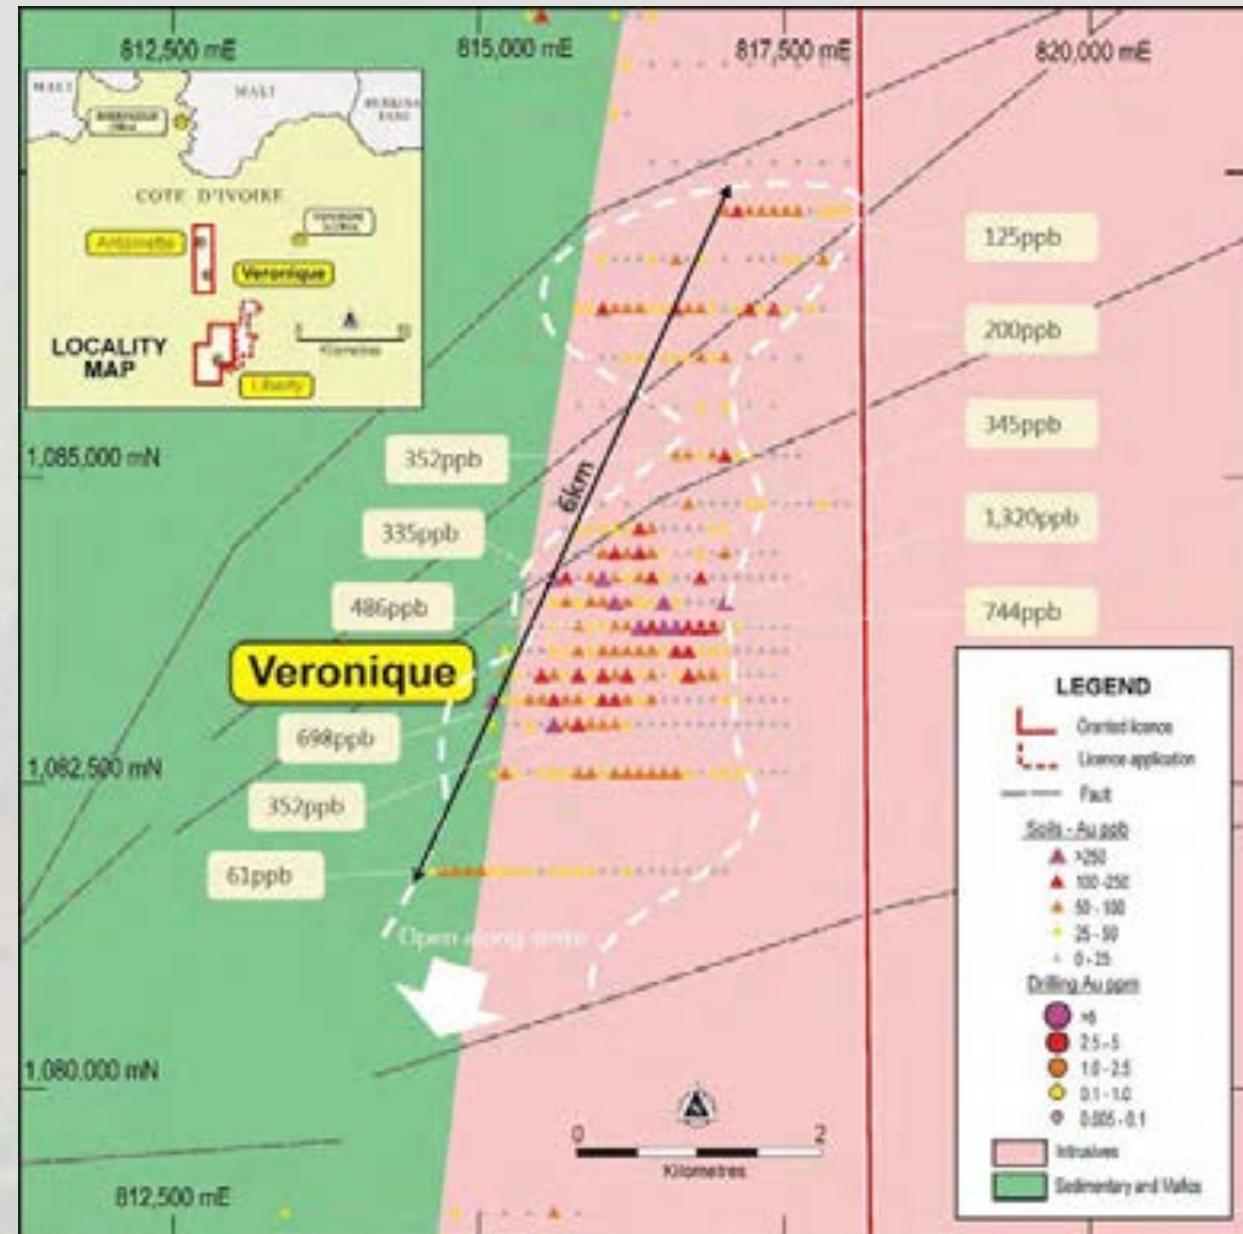 812,500 mE
815,000 mE
817,500 mE
820,000 mE
MALI
MALI
BURKINA
FASO
COTE D'IVOIRE
Antoinette
Veronique
Kilometres
LOCALITY
MAP
Liberty
125ppb
200ppb
345ppb
1,085,000 mN
352ppb
6km
335ppb
1,320ppb
486ppb
744ppb
Veronique
698ppb
1,082,500 mN
352ppb
61ppb
Open along strike
1,080,000 mN
0
2
Kilometres
812,500 mE
LEGEND
Granted licence
Licence application
Fault
Soils - Au ppb
>250
100 -250
50 - 100
25 - 50
0 - 25
Drilling Au ppm
>5
2.5 - 5
1.0 - 2.5
0.1 - 1.0
0.005 - 0.1
Intrusives
Sedimentary and Mafics